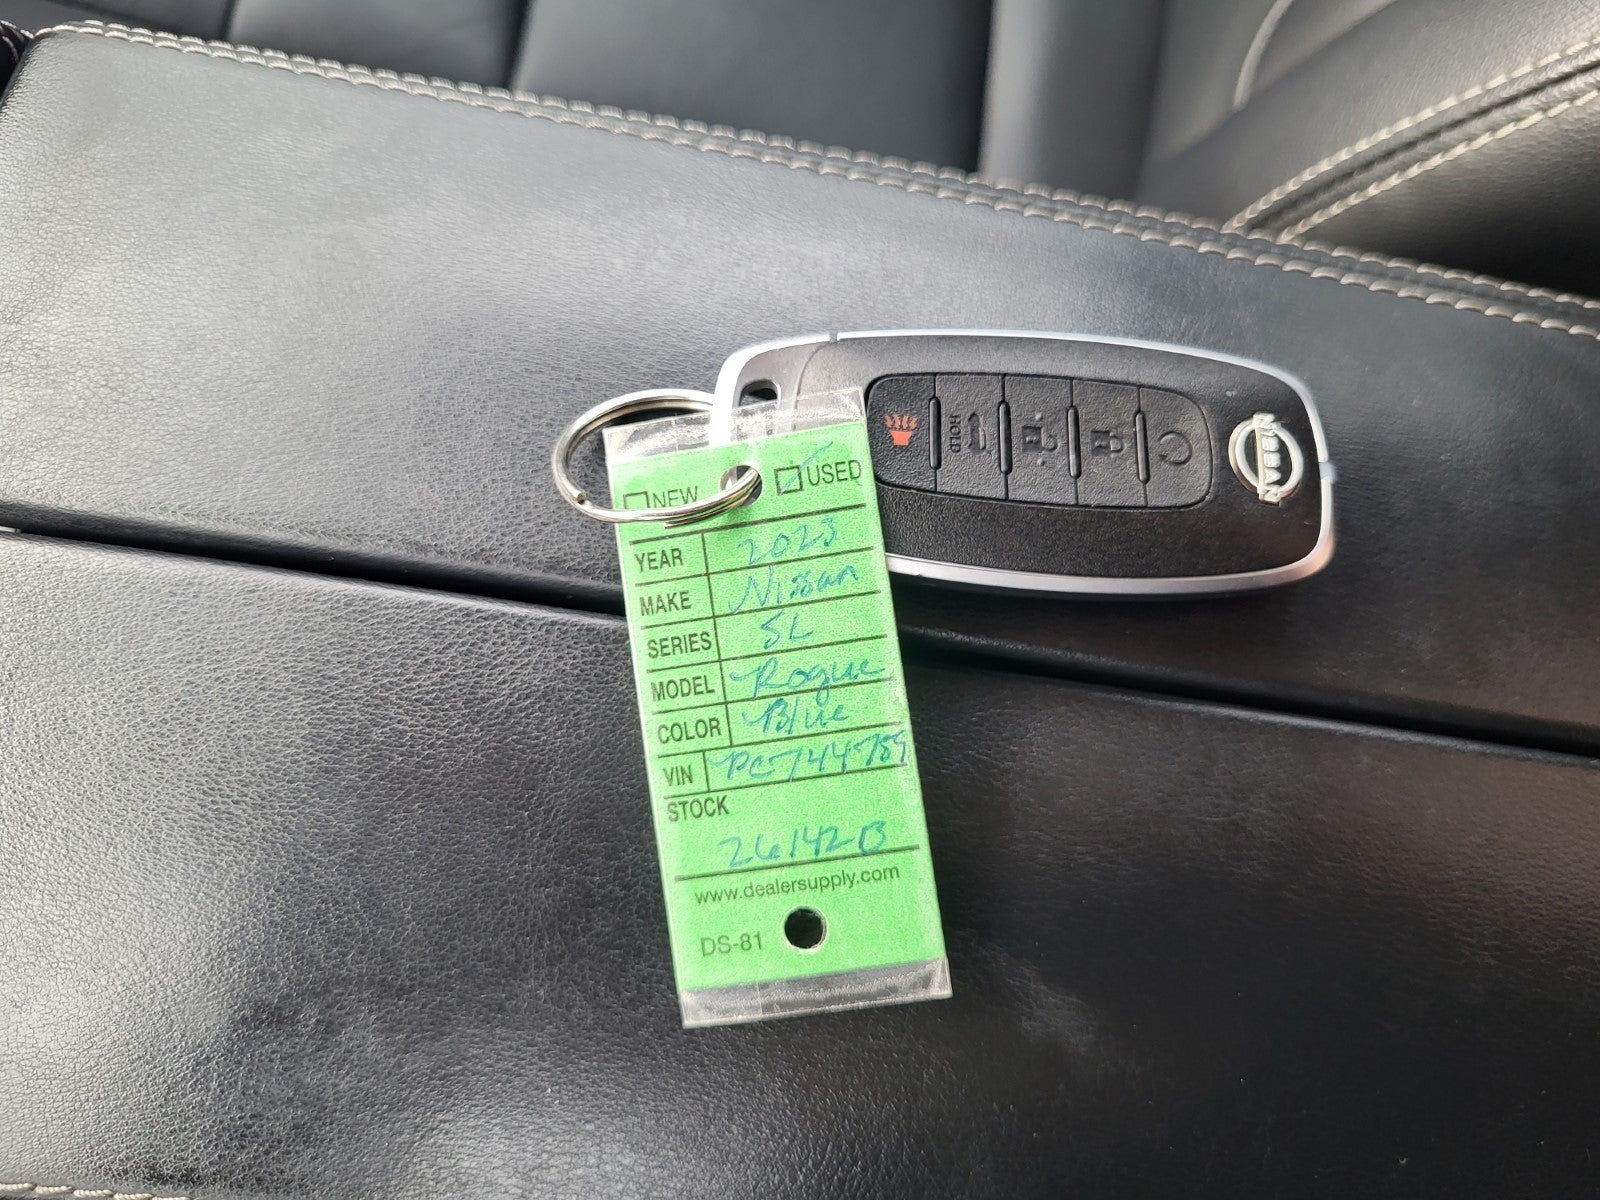 HOLD
NISSAN
NEW USED
YEAR 2023
MAKE Nissan
SERIES SL
MODEL Rogue
COLOR Blue
VIN PC744789
STOCK
26142B
www.dealersupply.com
DS-81